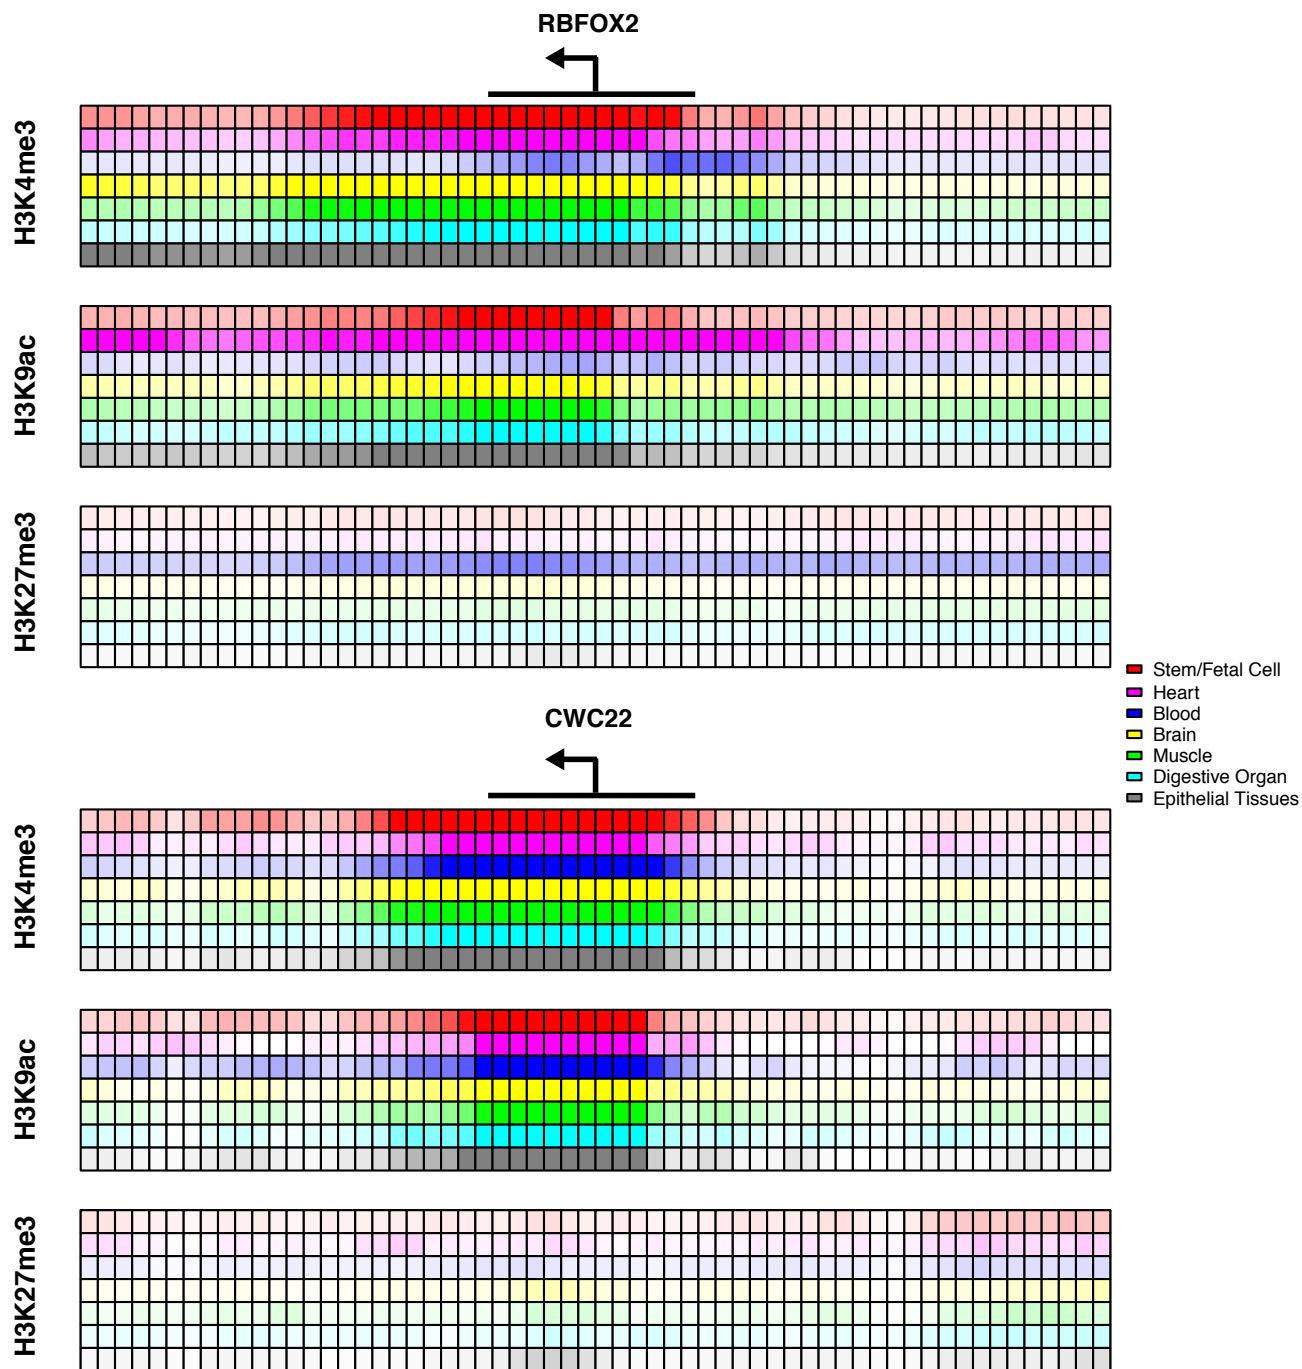 RBFOX2
H3K4me3
H3K9ac
H3K27me3
Stem/Fetal Cell
Heart
Blood
Brain
Muscle
Digestive Organ
Epithelial Tissues
CWC22
H3K4me3
H3K9ac
H3K27me3